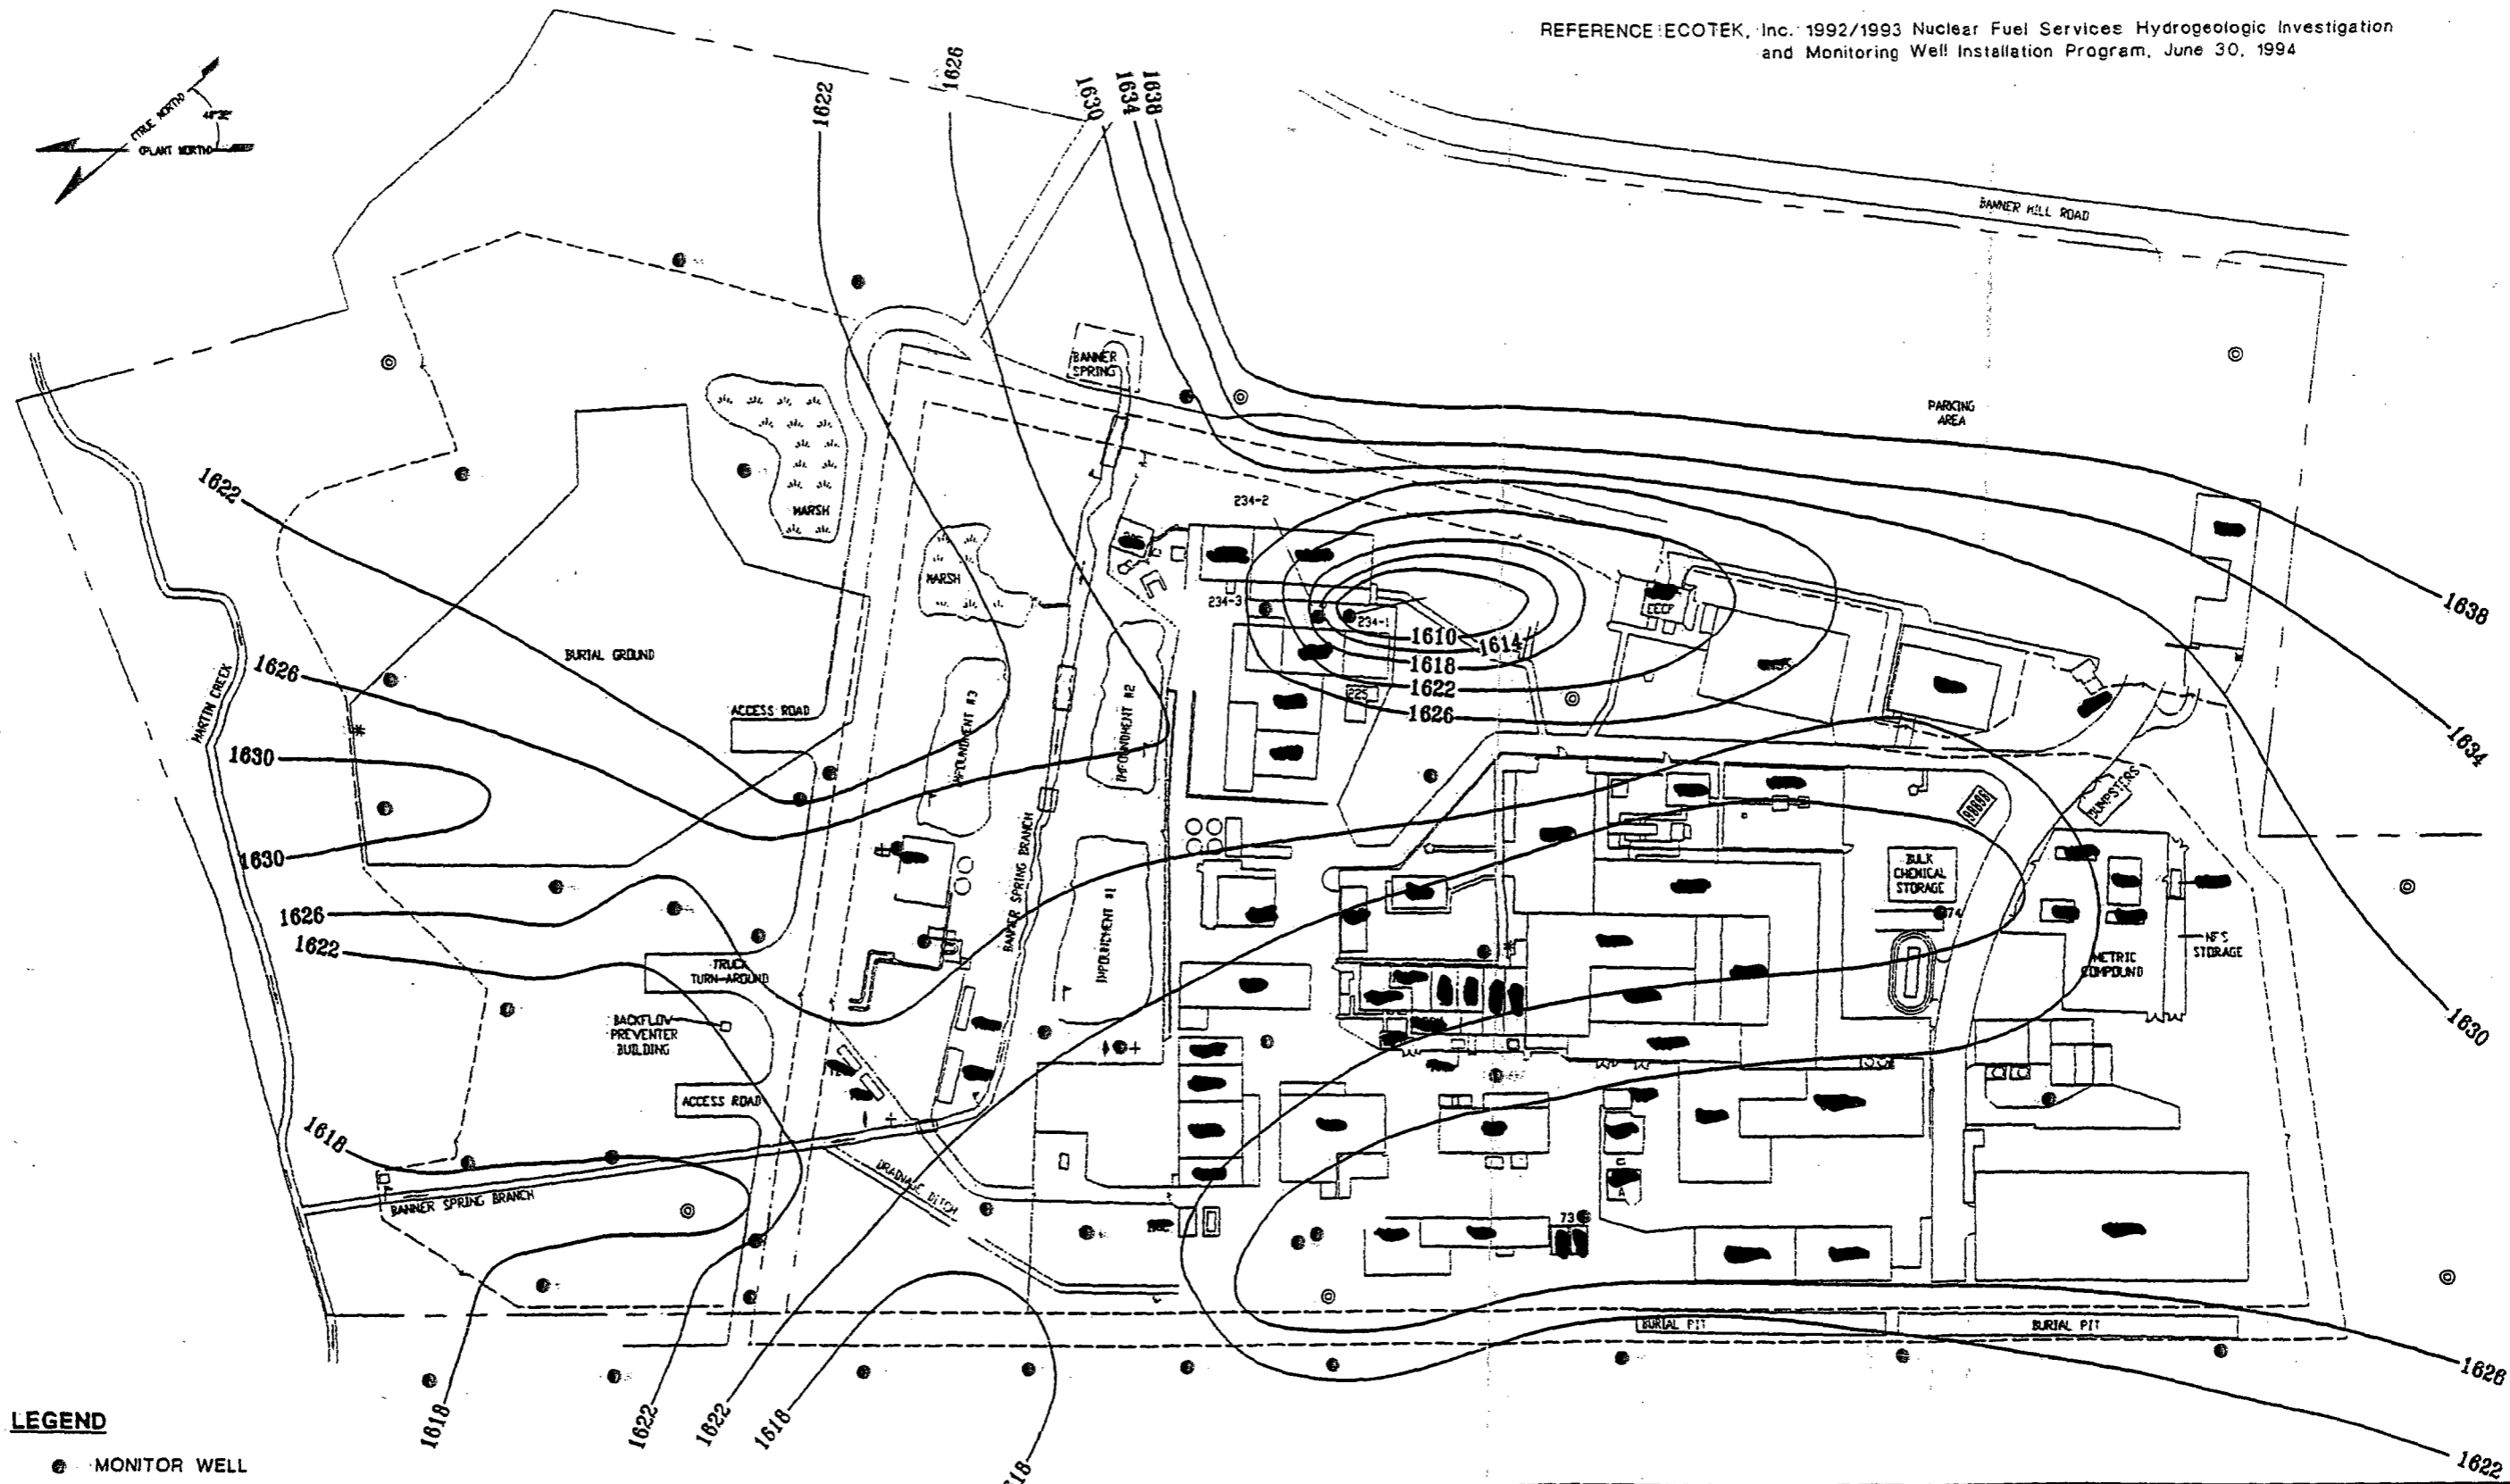 REFERENCE:ECOTEK, Inc. 1992/1993 Nuclear Fuel Services Hydrogeologic Investigation
and Monitoring Well Installation Program, June 30, 1994
(TRUE NORTH)
(PLANT NORTH)
1622
1626
1630
1634
1638
BANNER HILL ROAD
BANNER
SPRING
PARKING
AREA
1622
MARSH
234-2
MARSH
234-3
234-1
EECP
1638
1610
1614
1618
1622
1626
225
BURIAL GROUND
1626
MARTIN CREEK
ACCESS ROAD
IMPOUNDMENT #3
IMPOUNDMENT #2
1634
1630
DUMPSTERS
1630
BANNER SPRING BRANCH
BULK
CHEMICAL
STORAGE
74
1626
1622
IMPOUNDMENT #1
TRUCK
TURN-AROUND
METRIC
COMPOUND
NFS
STORAGE
BACKFLOW
PREVENTER
BUILDING
1630
ACCESS ROAD
1618
BANNER SPRING BRANCH
DRAINAGE DITCH
A
73
BURIAL PIT
BURIAL PIT
1626
1618
1622
1622
1618
1622
LEGEND
MONITOR WELL